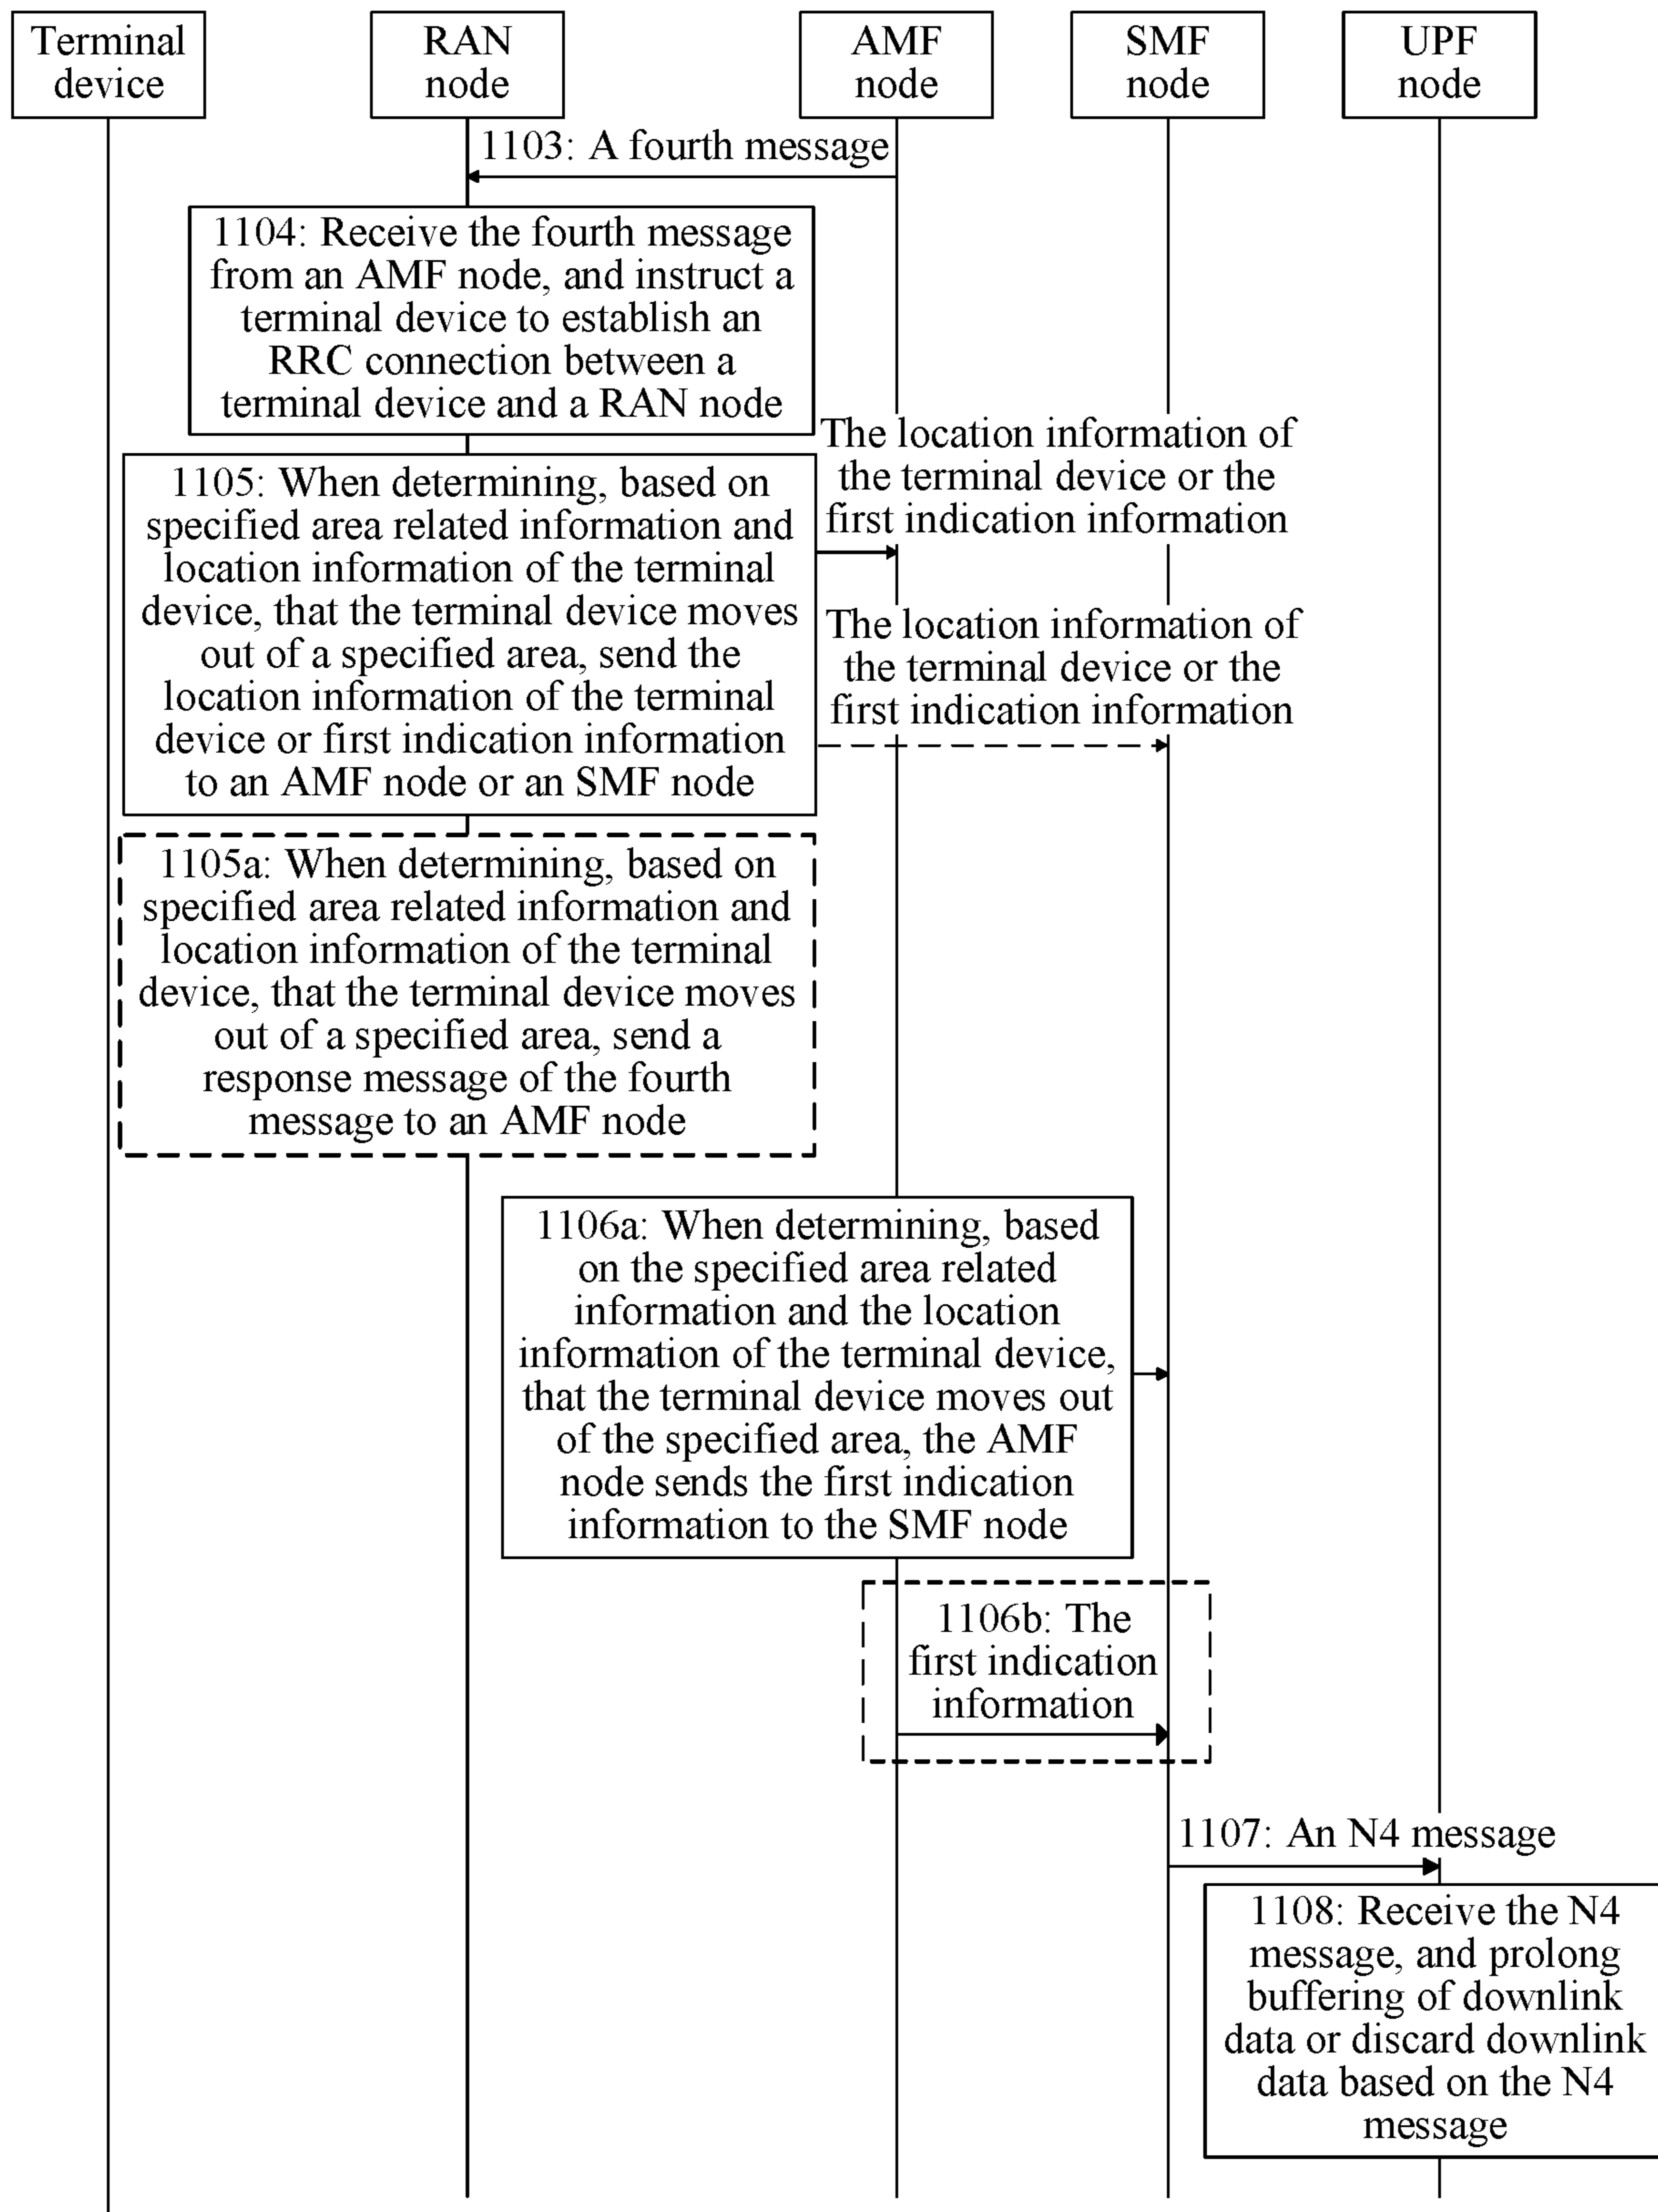 Terminal
device
RAN
node
AMF
node
SMF
node
UPF
node
1103: A fourth message
1104: Receive the fourth message
from an AMF node, and instruct a
terminal device to establish an
RRC connection between a
terminal device and a RAN node
The location information of
the terminal device or the
first indication information
1105: When determining, based on
specified area related information and
location information of the terminal
device, that the terminal device moves
out of a specified area, send the
location information of the terminal
device or first indication information
to an AMF node or an SMF node
The location information of
the terminal device or the
first indication information
1105a: When determining, based on
specified area related information and
location information of the terminal
device, that the terminal device moves
out of a specified area, send a
response message of the fourth
message to an AMF node
1106a: When determining, based
on the specified area related
information and the location
information of the terminal device,
that the terminal device moves out
of the specified area, the AMF
node sends the first indication
information to the SMF node
1106b: The
first indication
information
1107: An N4 message
1108: Receive the N4
message, and prolong
buffering of downlink
data or discard downlink
data based on the N4
message